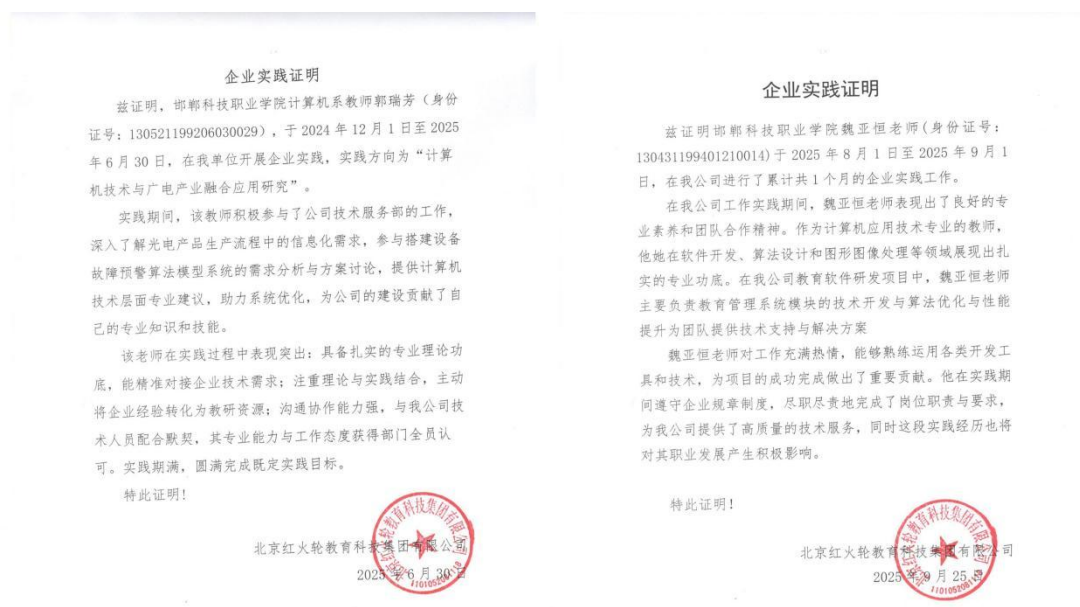 企业实践证明
兹证明，邯郸科技职业学院计算机系教师郭瑞芳（身份
证号：130521199206030029），于 2024 年 12 月 1 日至 2025
年 6 月 30 日，在我单位开展企业实践，实践方向为“计算
机技术与广电产业融合应用研究”。
实践期间，该教师积极参与了公司技术服务部的工作，
深入了解光电产品生产流程中的信息化需求，参与搭建设备
故障预警算法模型系统的需求分析与方案讨论，提供计算机
技术层面专业建议，助力系统优化，为公司的建设贡献了自
己的专业知识和技能。
该老师在实践过程中表现突出：具备扎实的专业理论功
底，能精准对接企业技术需求；注重理论与实践结合，主动
将企业经验转化为教研资源；沟通协作能力强，与我公司技
术人员配合默契，其专业能力与工作态度获得部门全员认
可。实践期满，圆满完成既定实践目标。
特此证明！
北京红火轮教育科技集团有限公司
2025 年 6 月 30 日
企业实践证明
兹证明邯郸科技职业学院魏亚恒老师(身份证号：
130431199401210014)于 2025 年 8 月 1 日至 2025 年 9 月 1
日，在我公司进行了累计共 1 个月的企业实践工作。
在我公司工作实践期间，魏亚恒老师表现出了良好的专
业素养和团队合作精神。作为计算机应用技术专业的教师，
他她在软件开发、算法设计和图形图像处理等领域展现出扎
实的专业功底。在我公司教育软件研发项目中，魏亚恒老师
主要负责教育管理系统模块的技术开发与算法优化与性能
提升为团队提供技术支持与解决方案
魏亚恒老师对工作充满热情，能够熟练运用各类开发工
具和技术，为项目的成功完成做出了重要贡献。他在实践期
间遵守企业规章制度，尽职尽责地完成了岗位职责与要求，
为我公司提供了高质量的技术服务，同时这段实践经历也将
对其职业发展产生积极影响。
特此证明！
北京红火轮教育科技集团有限公司
2025 年 9 月 25 日